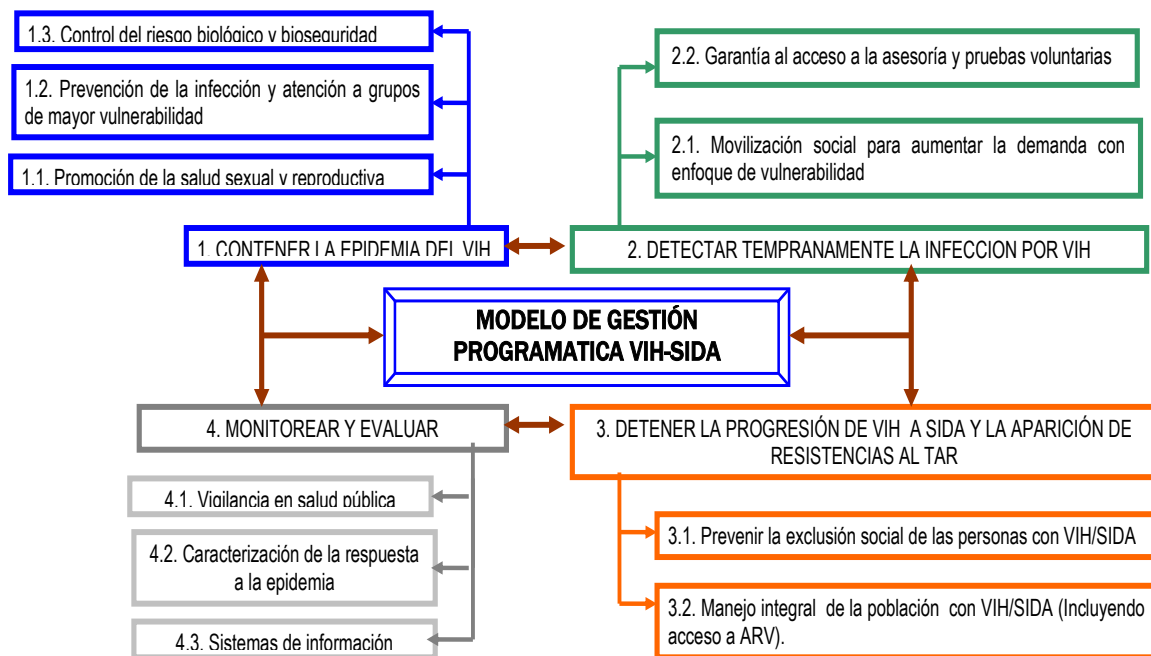 1.3. Control del riesgo biológico y bioseguridad
1.2. Prevención de la infección y atención a grupos
de mayor vulnerabilidad
1.1. Promoción de la salud sexual y reproductiva
1. CONTENER LA EPIDEMIA DEL VIH
2.2. Garantía al acceso a la asesoría y pruebas voluntarias
2.1. Movilización social para aumentar la demanda con
enfoque de vulnerabilidad
2. DETECTAR TEMPRANAMENTE LA INFECCION POR VIH
MODELO DE GESTIÓN
PROGRAMATICA VIH-SIDA
4. MONITOREAR Y EVALUAR
4.1. Vigilancia en salud pública
4.2. Caracterización de la respuesta
a la epidemia
4.3. Sistemas de información
3. DETENER LA PROGRESIÓN DE VIH A SIDA Y LA APARICIÓN DE
RESISTENCIAS AL TAR
3.1. Prevenir la exclusión social de las personas con VIH/SIDA
3.2. Manejo integral de la población con VIH/SIDA (Incluyendo
acceso a ARV).